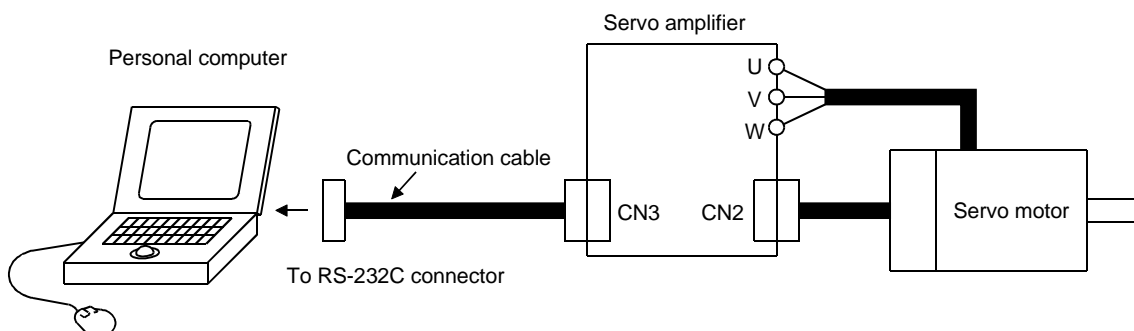 Servo amplifier
Personal computer
U
V
W
Communication cable
CN3
CN2
Servo motor
To RS-232C connector